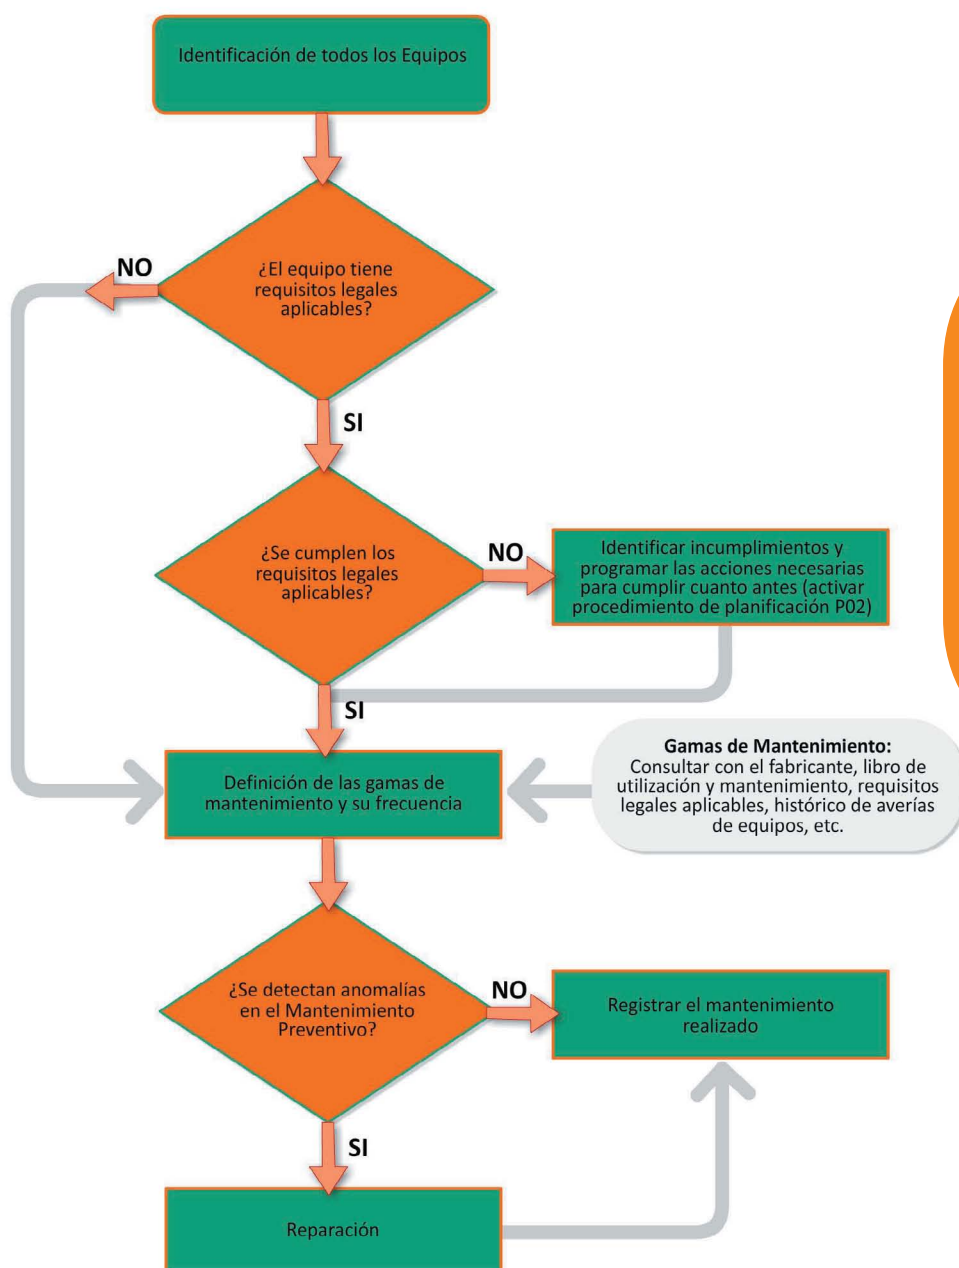 Identificación de todos los Equipos
¿El equipo tiene
requisitos legales
aplicables?
NO
SI
¿Se cumplen los
requisitos legales
aplicables?
NO
Identificar incumplimientos y
programar las acciones necesarias
para cumplir cuanto antes (activar
procedimiento de planificación P02)
SI
Definición de las gamas de
mantenimiento y su frecuencia
Gamas de Mantenimiento:
Consultar con el fabricante, libro de
utilización y mantenimiento, requisitos
legales aplicables, histórico de averías
de equipos, etc.
¿Se detectan anomalías
en el Mantenimiento
Preventivo?
NO
Registrar el mantenimiento
realizado
SI
Reparación